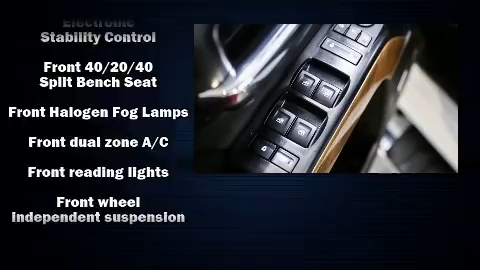 Electronic
Stability Control
Front 40/20/40
Split Bench Seat
Front Halogen Fog Lamps
Front dual zone A/C
Front reading lights
Front wheel
Independent suspension